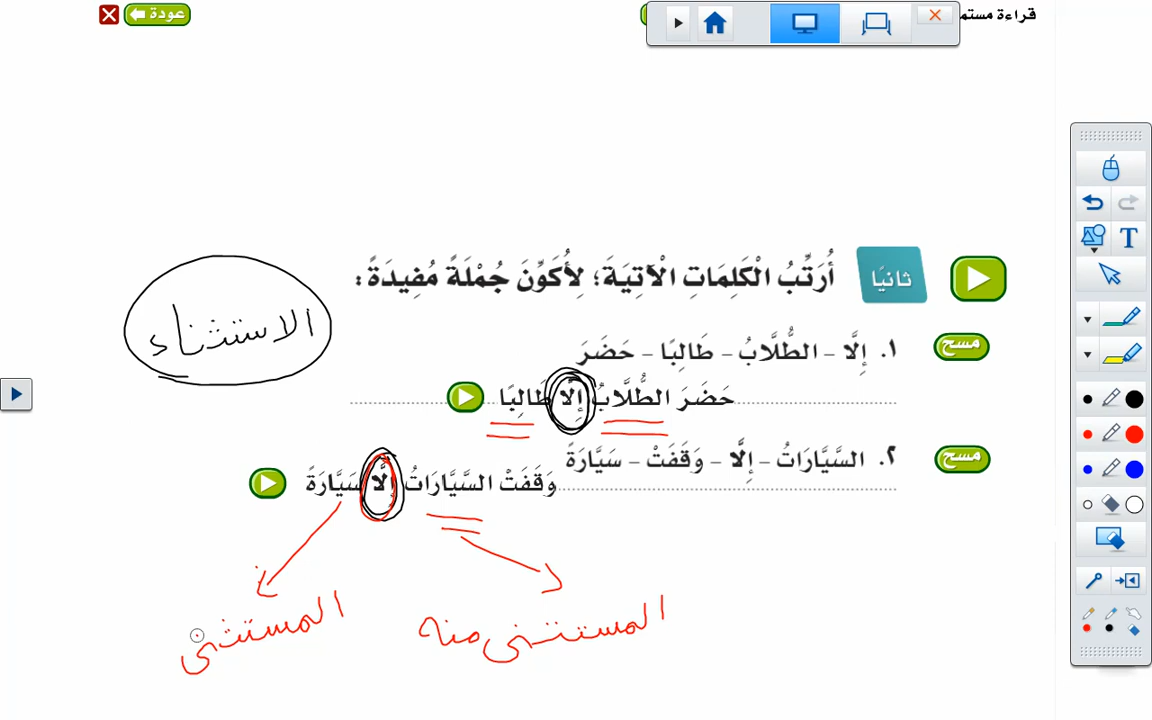 قراءة مستم
عودة
ثانيًا
أُرَتِّبُ الْكَلِمَاتِ الْآتِيَةَ؛ لِأُكَوِّنَ جُمْلَةً مُفِيدَةً:
الاستثناء
مسح
١. إِلَّا - الطُّلَّابُ - طَالِبًا - حَضَرَ
حَضَرَ الطُّلَّابُ إِلَّا طَالِبًا
مسح
٢. السَّيَّارَاتُ - إِلَّا - وَقَفَتْ - سَيَّارَةً
وَقَفَتْ السَّيَّارَاتُ إِلَّا سَيَّارَةً
المستثنى منه
المستثنى
T